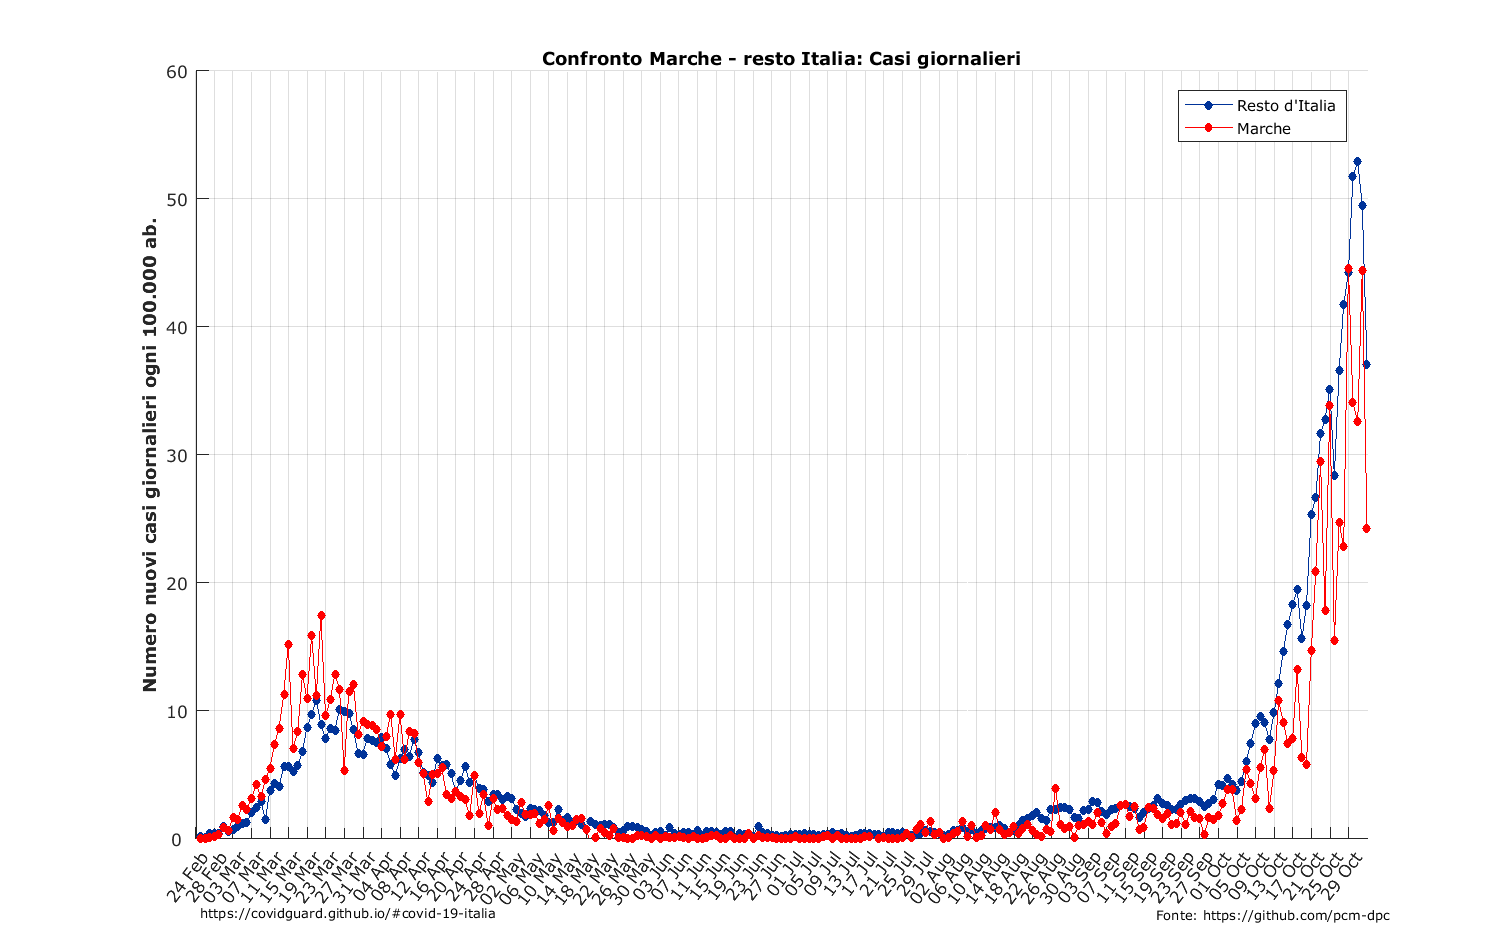 Confronto Marche - resto Italia: Casi giornalieri
60
50
40
30
20
10
0
Numero nuovi casi giornalieri ogni 100.000 ab.
Resto d'Italia
Marche
24 Feb
28 Feb
03 Mar
07 Mar
11 Mar
15 Mar
19 Mar
23 Mar
27 Mar
31 Mar
04 Apr
08 Apr
12 Apr
16 Apr
20 Apr
24 Apr
28 Apr
02 May
06 May
10 May
14 May
18 May
22 May
26 May
30 May
03 Jun
07 Jun
11 Jun
15 Jun
19 Jun
23 Jun
27 Jun
01 Jul
05 Jul
09 Jul
13 Jul
17 Jul
21 Jul
25 Jul
29 Jul
02 Aug
06 Aug
10 Aug
14 Aug
18 Aug
22 Aug
26 Aug
30 Aug
03 Sep
07 Sep
11 Sep
15 Sep
19 Sep
23 Sep
27 Sep
01 Oct
05 Oct
09 Oct
13 Oct
17 Oct
21 Oct
25 Oct
29 Oct
https://covidguard.github.io/#covid-19-italia
Fonte: https://github.com/pcm-dpc